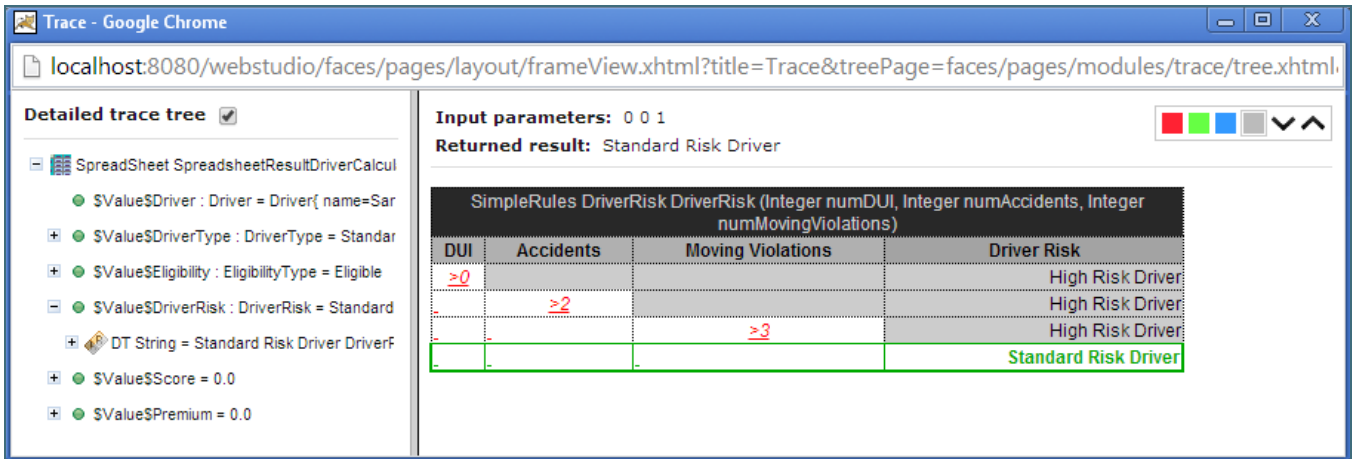 Trace - Google Chrome
localhost:8080/webstudio/faces/pages/layout/frameView.xhtml?title=Trace&treePage=faces/pages/modules/trace/tree.xhtml
Detailed trace tree
SpreadSheet SpreadsheetResultDriverCalcul
$Value$Driver : Driver = Driver{ name=Sar
$Value$DriverType : DriverType = Standar
$Value$Eligibility : EligibilityType = Eligible
$Value$DriverRisk : DriverRisk = Standard
DT String = Standard Risk Driver DriverF
$Value$Score = 0.0
$Value$Premium = 0.0
Input parameters: 0 0 1
Returned result: Standard Risk Driver
SimpleRules DriverRisk DriverRisk (Integer numDUI, Integer numAccidents, Integer
numMovingViolations)
DUI Accidents Moving Violations Driver Risk
>0 High Risk Driver
>2 High Risk Driver
>3 High Risk Driver
Standard Risk Driver